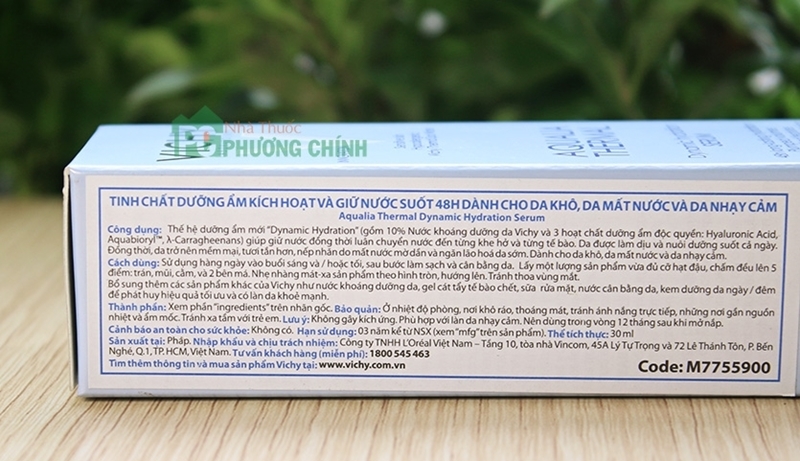 Nhà Thuốc
PHƯƠNG CHÍNH
AQUALIA
THERMAL
TINH CHẤT DƯỠNG ẨM KÍCH HOẠT VÀ GIỮ NƯỚC SUỐT 48H DÀNH CHO DA KHÔ, DA MẤT NƯỚC VÀ DA NHẠY CẢM
Aqualia Thermal Dynamic Hydration Serum
Công dụng: Thế hệ dưỡng ẩm mới "Dynamic Hydration" (gồm 10% Nước khoáng dưỡng da Vichy và 3 hoạt chất dưỡng ẩm độc quyền: Hyaluronic Acid,
Aquabioryl™, λ-Carragheenans) giúp giữ nước đồng thời luân chuyển nước đến từng khe hở và từng tế bào. Da được làm dịu và nuôi dưỡng suốt cả ngày.
Đồng thời, da trở nên mềm mại, tươi tắn hơn, nếp nhăn do mất nước mờ dần và ngăn lão hoá da sớm. Dành cho da khô, da mất nước và da nhạy cảm.
Cách dùng: Sử dụng hàng ngày vào buổi sáng và / hoặc tối, sau bước làm sạch và cân bằng da. Lấy một lượng sản phẩm vừa đủ cỡ hạt đậu, chấm đều lên 5
điểm: trán, mũi, cằm, và 2 bên má. Nhẹ nhàng mát-xa sản phẩm theo hình tròn, hướng lên. Tránh thoa vùng mắt.
Bổ sung thêm các sản phẩm khác của Vichy như nước khoáng dưỡng da, gel cát tẩy tế bào chết, sữa rửa mặt, nước cân bằng da, kem dưỡng da ngày / đêm
để phát huy hiệu quả tối ưu và có làn da khoẻ mạnh.
Thành phần: Xem phần "ingredients" trên nhãn gốc. Bảo quản: Ở nhiệt độ phòng, nơi khô ráo, thoáng mát, tránh ánh nắng trực tiếp, những nơi gần nguồn
nhiệt và ẩm mốc. Tránh xa tầm với trẻ em. Lưu ý: Không gây kích ứng. Phù hợp với làn da nhạy cảm. Nên dùng trong vòng 12 tháng sau khi mở nắp.
Cảnh báo an toàn cho sức khỏe: Không có. Hạn sử dụng: 03 năm kể từ NSX (xem "mfg" trên sản phẩm). Thể tích thực: 30 ml
Sản xuất tại: Pháp. Nhập khẩu và chịu trách nhiệm: Công ty TNHH L'Oréal Việt Nam – Tầng 10, tòa nhà Vincom, 45A Lý Tự Trọng và 72 Lê Thánh Tôn, P. Bến
Nghé, Q.1, TP. HCM, Việt Nam. Tư vấn khách hàng (miễn phí): 1800 545 463
Tìm thêm thông tin và mua sản phẩm Vichy tại: www.vichy.com.vn
Code: M7755900